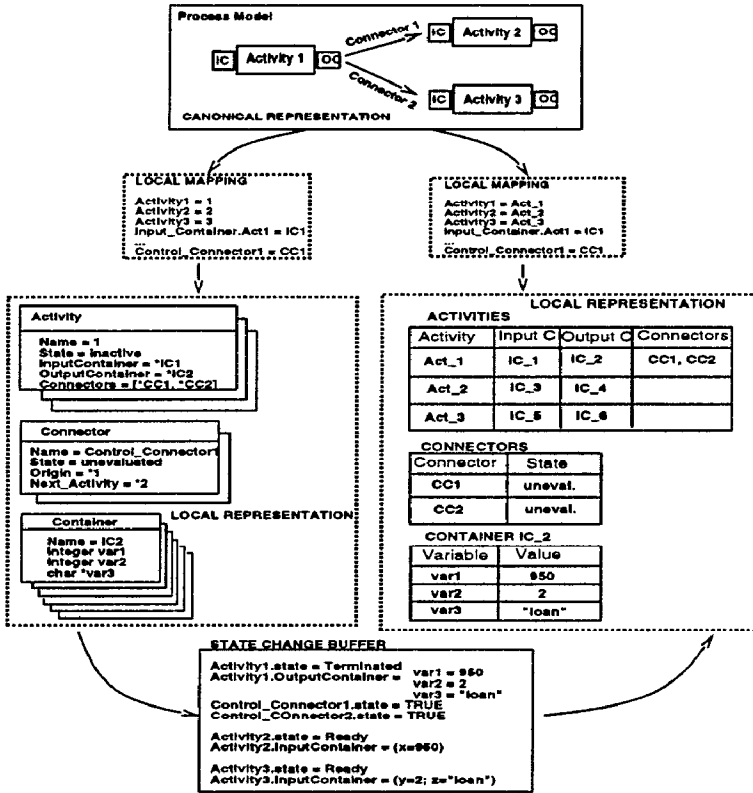 Process Model
IC Activity 1 OC
Connector 1
Connector 2
IC Activity 2 OC
IC Activity 3 OC
CANONICAL REPRESENTATION
LOCAL MAPPING
Activity1 = 1
Activity2 = 2
Activity3 = 3
Input_Container.Act1 = IC1
...
Control_Connector1 = CC1
LOCAL MAPPING
Activity1 = Act_1
Activity2 = Act_2
Activity3 = Act_3
Input_Container.Act1 = IC1
...
Control_Connector1 = CC1
Activity
Name = 1
State = Inactive
InputContainer = *IC1
OutputContainer = *IC2
Connectors = [*CC1, *CC2]
Connector
Name = Control_Connector1
State = unevaluated
Origin = *1
Next_Activity = *2
LOCAL REPRESENTATION
Container
Name = IC2
Integer var1
Integer var2
char *var3
LOCAL REPRESENTATION
ACTIVITIES
Activity Input C Output C Connectors
Act_1 IC_1 IC_2 CC1, CC2
Act_2 IC_3 IC_4
Act_3 IC_5 IC_6
CONNECTORS
Connector State
CC1 uneval.
CC2 uneval.
CONTAINER IC_2
Variable Value
var1 950
var2 2
var3 "loan"
STATE CHANGE BUFFER
Activity1.state = Terminated
Activity1.OutputContainer = var1 = 950
var2 = 2
var3 = "loan"
Control_Connector1.state = TRUE
Control_COnnector2.state = TRUE
Activity2.state = Ready
Activity2.InputContainer = (x=950)
Activity3.state = Ready
Activity3.InputContainer = (y=2; z="loan")